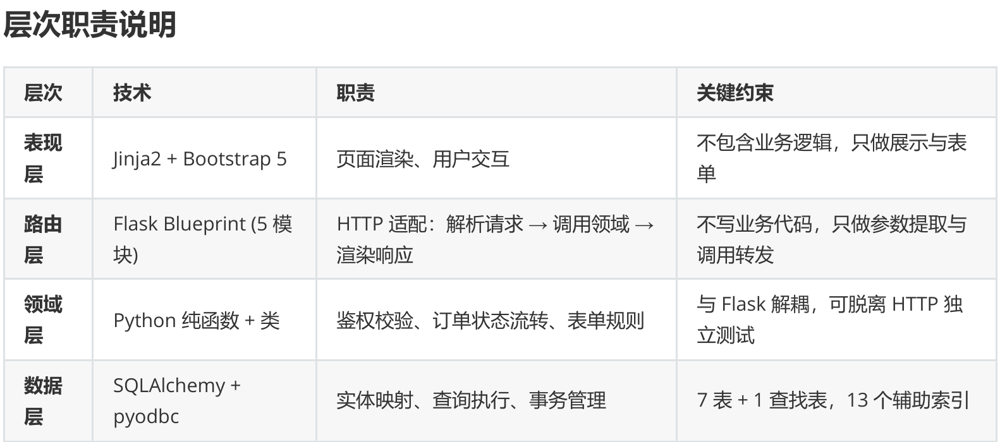 层次职责说明
层次 技术 职责 关键约束
表现层 Jinja2 + Bootstrap 5 页面渲染、用户交互 不包含业务逻辑，只做展示与表单
路由层 Flask Blueprint (5 模块) HTTP 适配：解析请求 → 调用领域 → 渲染响应 不写业务代码，只做参数提取与调用转发
领域层 Python 纯函数 + 类 鉴权校验、订单状态流转、表单规则 与 Flask 解耦，可脱离 HTTP 独立测试
数据层 SQLAlchemy + pyodbc 实体映射、查询执行、事务管理 7 表 + 1 查找表，13 个辅助索引